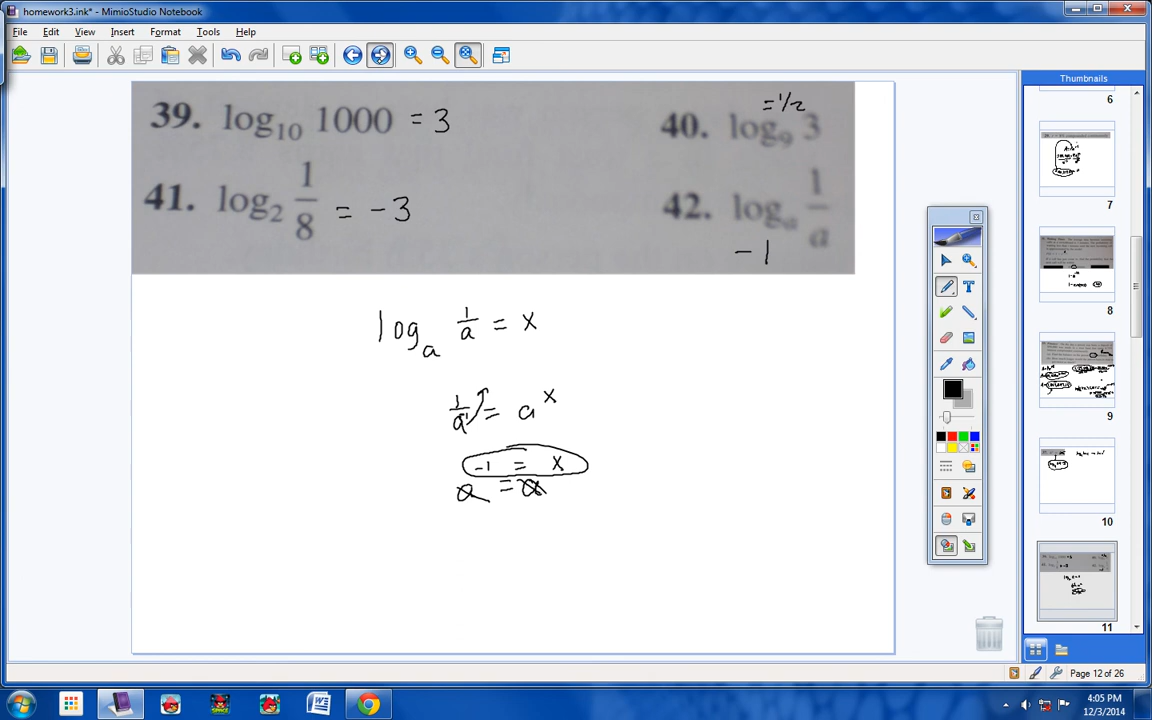 homework3.ink* - MimioStudio Notebook
File Edit View Insert Format Tools Help
39. log₁₀ 1000 = 3
40. log₉ 3 = 1/2
41. log₂ 1/8 = -3
42. logₐ 1/a
-1
logₐ 1/a = x
1/a¹ = aˣ
-1 = x
a = a
Thumbnails
6
7
8
9
10
11
Page 12 of 26
4:05 PM
12/3/2014